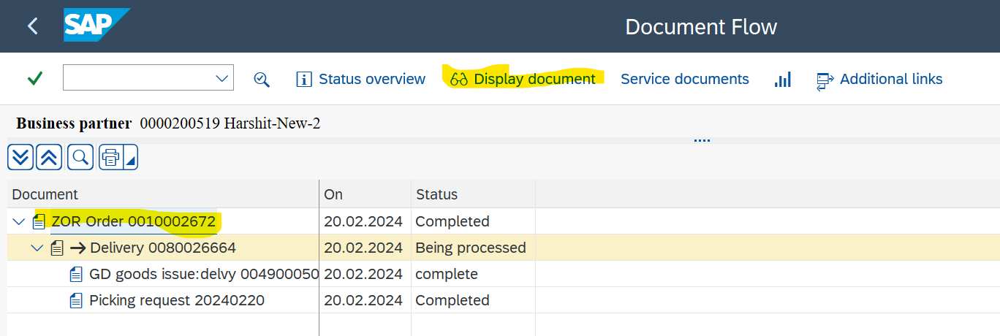 SAP Document Flow
Status overview Display document Service documents Additional links
Business partner 0000200519 Harshit-New-2
Document On Status
ZOR Order 0010002672 20.02.2024 Completed
Delivery 0080026664 20.02.2024 Being processed
GD goods issue:delvy 004900050 20.02.2024 complete
Picking request 20240220 20.02.2024 Completed